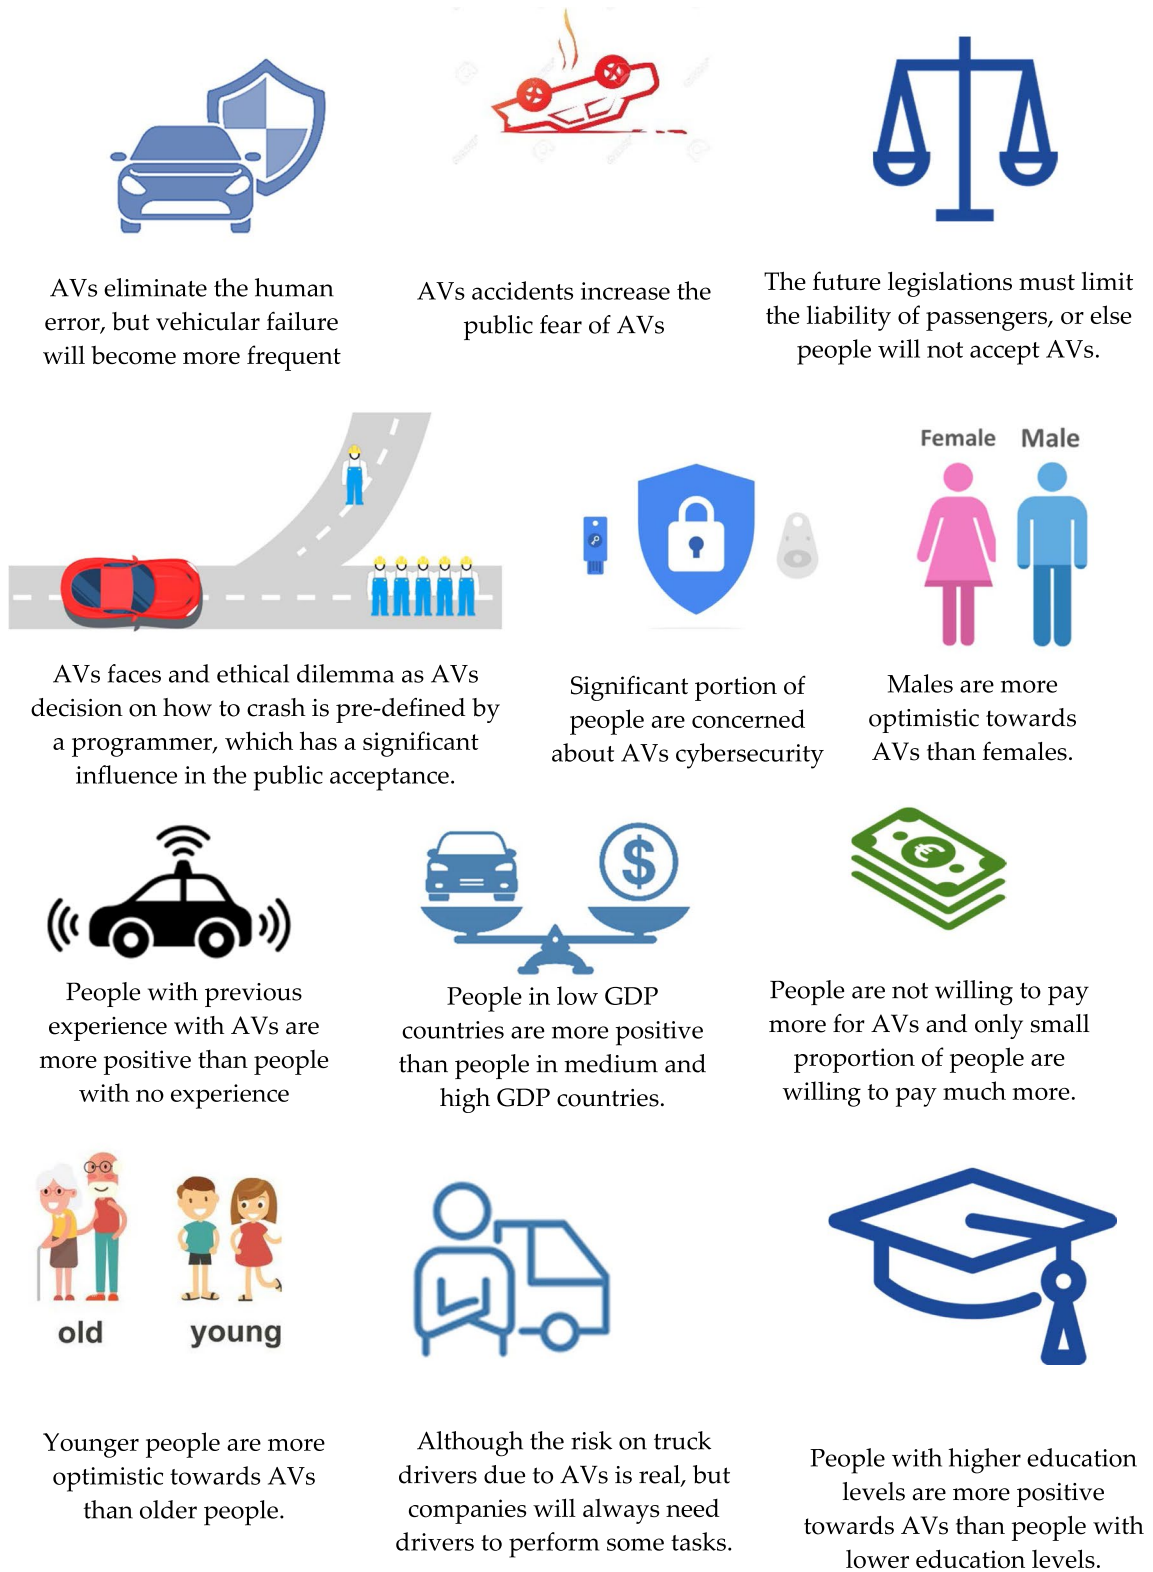 AVs eliminate the human
error, but vehicular failure
will become more frequent
AVs accidents increase the
public fear of AVs
The future legislations must limit
the liability of passengers, or else
people will not accept AVs.
AVs faces and ethical dilemma as AVs
decision on how to crash is pre-defined by
a programmer, which has a significant
influence in the public acceptance.
Significant portion of
people are concerned
about AVs cybersecurity
Female Male
Males are more
optimistic towards
AVs than females.
People with previous
experience with AVs are
more positive than people
with no experience
$
People in low GDP
countries are more positive
than people in medium and
high GDP countries.
€
People are not willing to pay
more for AVs and only small
proportion of people are
willing to pay much more.
old young
Younger people are more
optimistic towards AVs
than older people.
Although the risk on truck
drivers due to AVs is real, but
companies will always need
drivers to perform some tasks.
People with higher education
levels are more positive
towards AVs than people with
lower education levels.